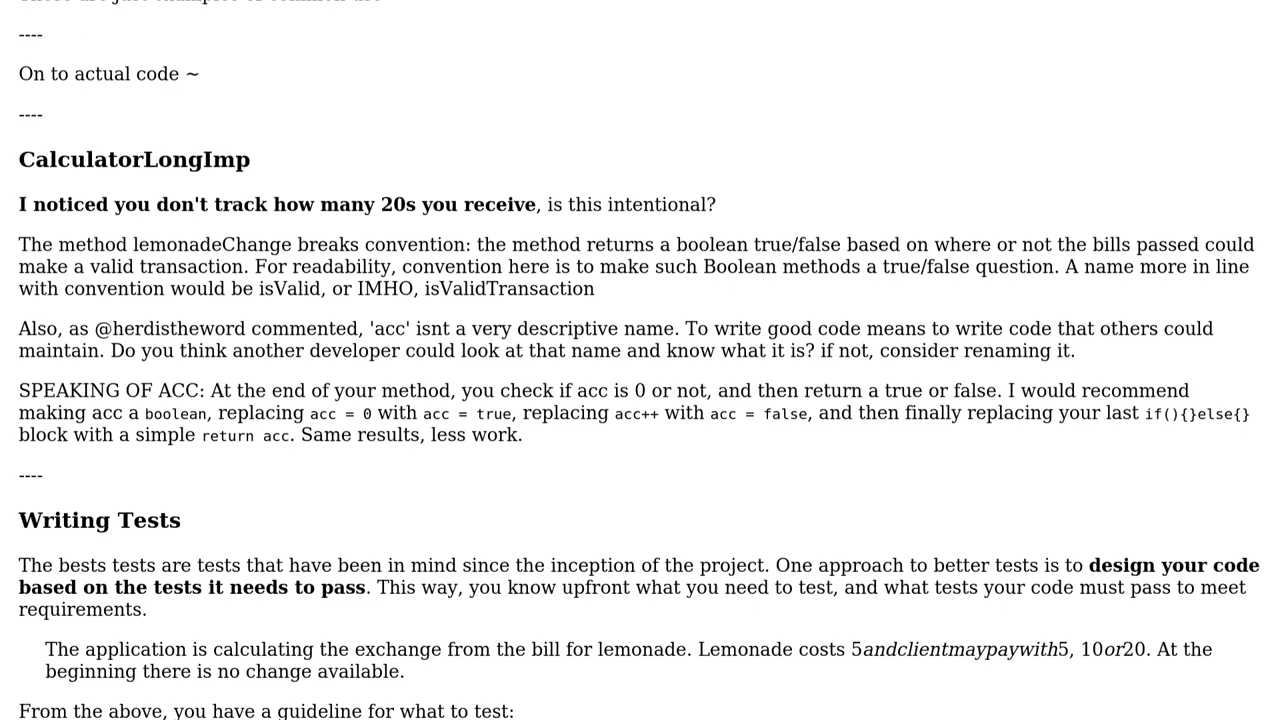 ----
On to actual code ~
----
CalculatorLongImp
I noticed you don't track how many 20s you receive, is this intentional?
The method lemonadeChange breaks convention: the method returns a boolean true/false based on where or not the bills passed could
make a valid transaction. For readability, convention here is to make such Boolean methods a true/false question. A name more in line
with convention would be isValid, or IMHO, isValidTransaction
Also, as @herdistheword commented, 'acc' isnt a very descriptive name. To write good code means to write code that others could
maintain. Do you think another developer could look at that name and know what it is? if not, consider renaming it.
SPEAKING OF ACC: At the end of your method, you check if acc is 0 or not, and then return a true or false. I would recommend
making acc a boolean, replacing acc = 0 with acc = true, replacing acc++ with acc = false, and then finally replacing your last if(){}else{}
block with a simple return acc. Same results, less work.
----
Writing Tests
The bests tests are tests that have been in mind since the inception of the project. One approach to better tests is to design your code
based on the tests it needs to pass. This way, you know upfront what you need to test, and what tests your code must pass to meet
requirements.
The application is calculating the exchange from the bill for lemonade. Lemonade costs 5andclientmaypaywith5, 10or20. At the
beginning there is no change available.
From the above, you have a guideline for what to test: